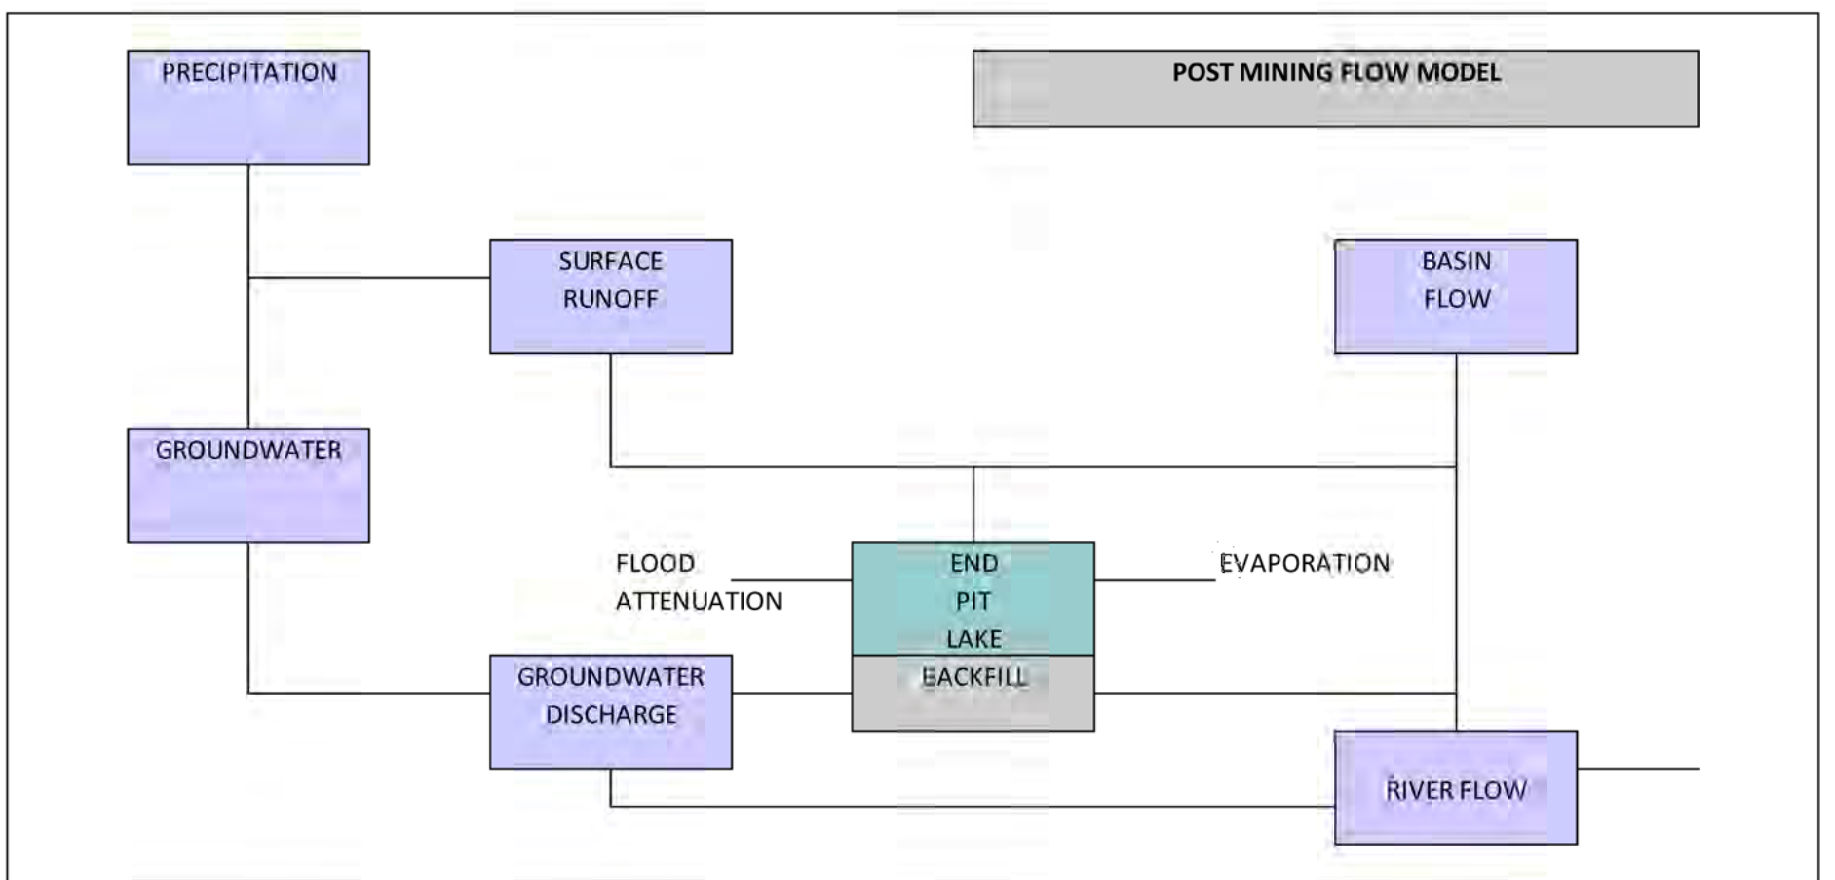 PRECIPITATION
POST MINING FLOW MODEL
SURFACE
RUNOFF
BASIN
FLOW
GROUNDWATER
FLOOD
ATTENUATION
END
PIT
LAKE
EVAPORATION
GROUNDWATER
DISCHARGE
EACKFILL
RIVER FLOW